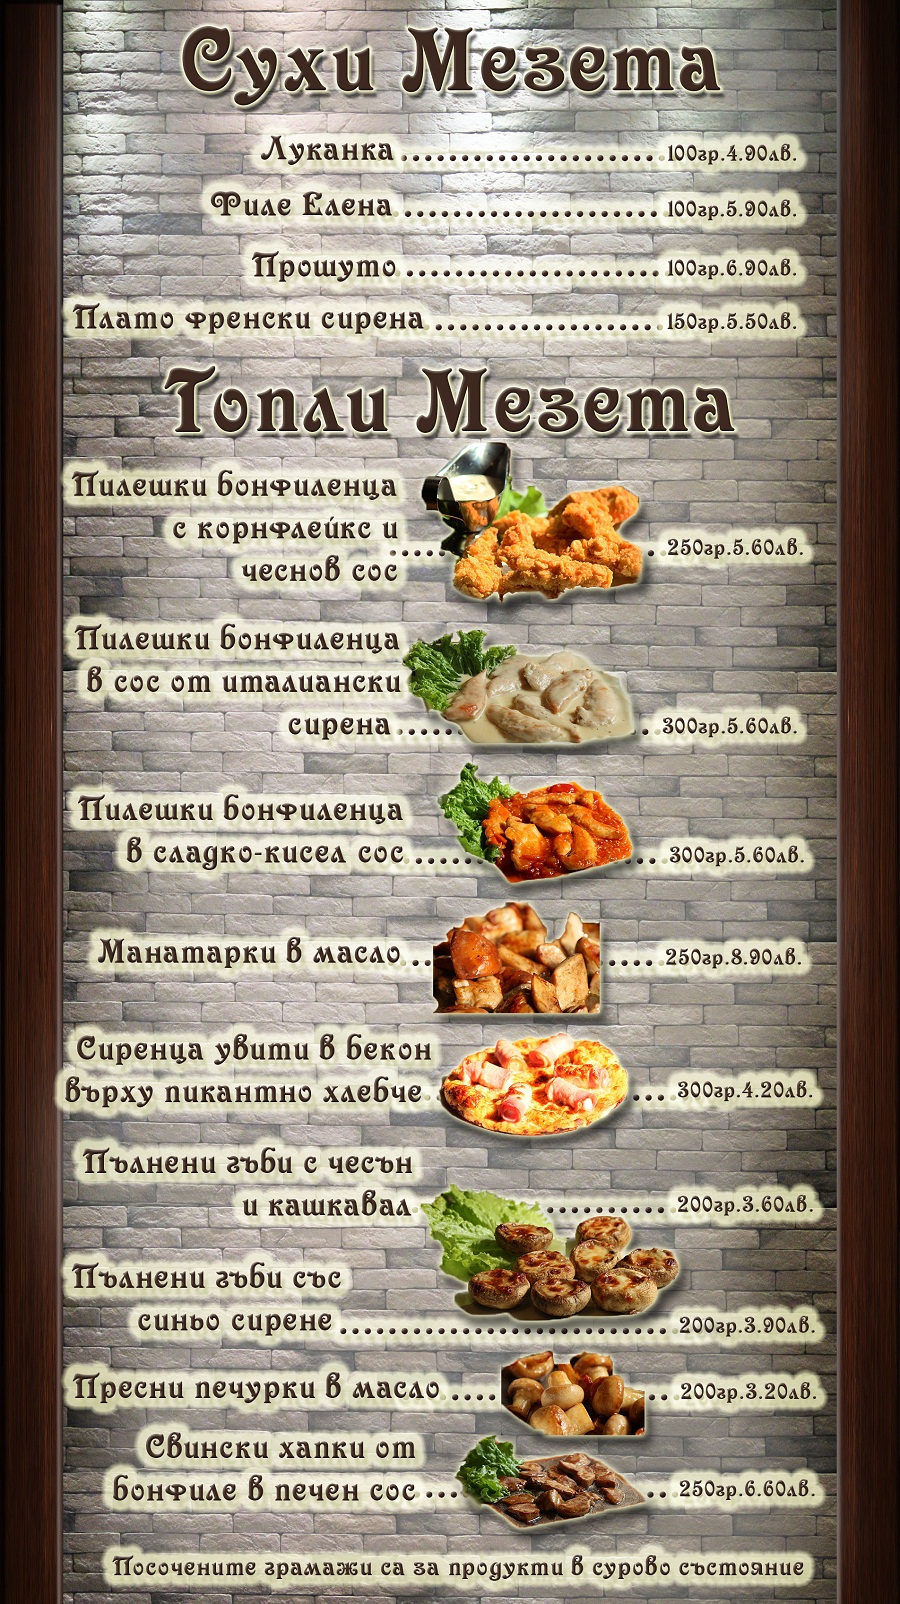 Сухи Мезета
Луканка.....................100гр.4.90лв.
Филе Елена.....................100гр.5.90лв.
Прошуто.....................100гр.6.90лв.
Плато френски сирена...................150гр.5.50лв.
Топли Мезета
Пилешки бонфиленца
с корнфлейкс и
чеснов сос
..... . 250гр.5.60лв.
Пилешки бонфиленца
в сос от италиански
сирена..... .. 300гр.5.60лв.
Пилешки бонфиленца
в сладко-кисел сос..... ... 300гр.5.60лв.
Манатарки в масло.. .... 250гр.8.90лв.
Сиренца увити в бекон
върху пикантно хлебче ... 300гр.4.20лв.
Пълнени гъби с чесън
и кашкавал ........... 200гр.3.60лв.
Пълнени гъби със
синьо сирене ........................... 200гр.3.90лв.
Пресни печурки в масло .... .. 200гр.3.20лв.
Свински хапки от
бонфиле в печен сос ... .. 250гр.6.60лв.
Посочените грамажи са за продукти в сурово състояние